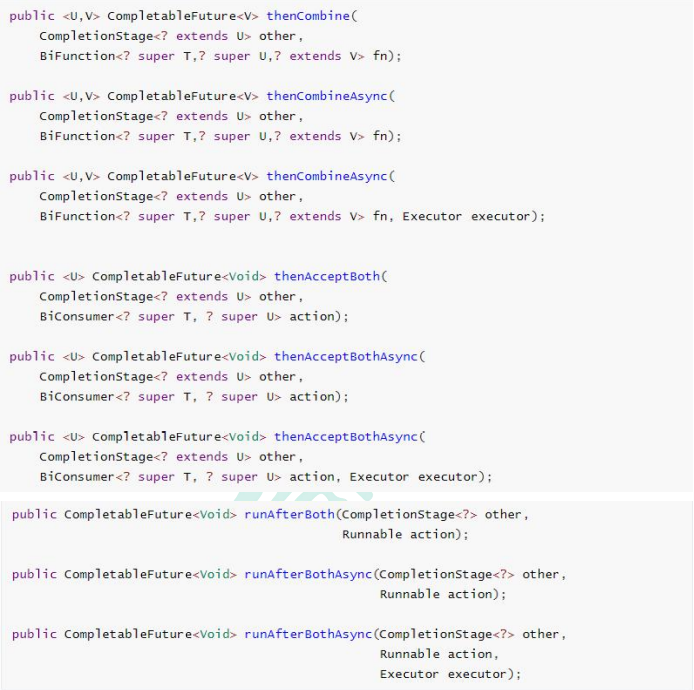 public <U,V> CompletableFuture<V> thenCombine(
    CompletionStage<? extends U> other,
    BiFunction<? super T,? super U,? extends V> fn);
public <U,V> CompletableFuture<V> thenCombineAsync(
    CompletionStage<? extends U> other,
    BiFunction<? super T,? super U,? extends V> fn);
public <U,V> CompletableFuture<V> thenCombineAsync(
    CompletionStage<? extends U> other,
    BiFunction<? super T,? super U,? extends V> fn, Executor executor);
public <U> CompletableFuture<Void> thenAcceptBoth(
    CompletionStage<? extends U> other,
    BiConsumer<? super T, ? super U> action);
public <U> CompletableFuture<Void> thenAcceptBothAsync(
    CompletionStage<? extends U> other,
    BiConsumer<? super T, ? super U> action);
public <U> CompletableFuture<Void> thenAcceptBothAsync(
    CompletionStage<? extends U> other,
    BiConsumer<? super T, ? super U> action, Executor executor);
public CompletableFuture<Void> runAfterBoth(CompletionStage<?> other,
                                            Runnable action);
public CompletableFuture<Void> runAfterBothAsync(CompletionStage<?> other,
                                                 Runnable action);
public CompletableFuture<Void> runAfterBothAsync(CompletionStage<?> other,
                                                 Runnable action,
                                                 Executor executor);